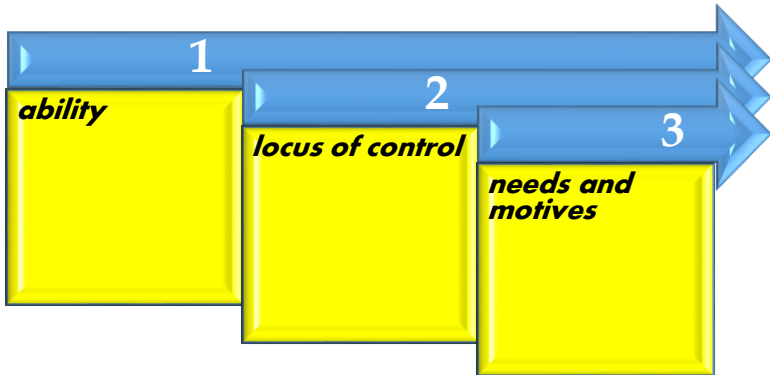 1
ability
2
locus of control
3
needs and
motives